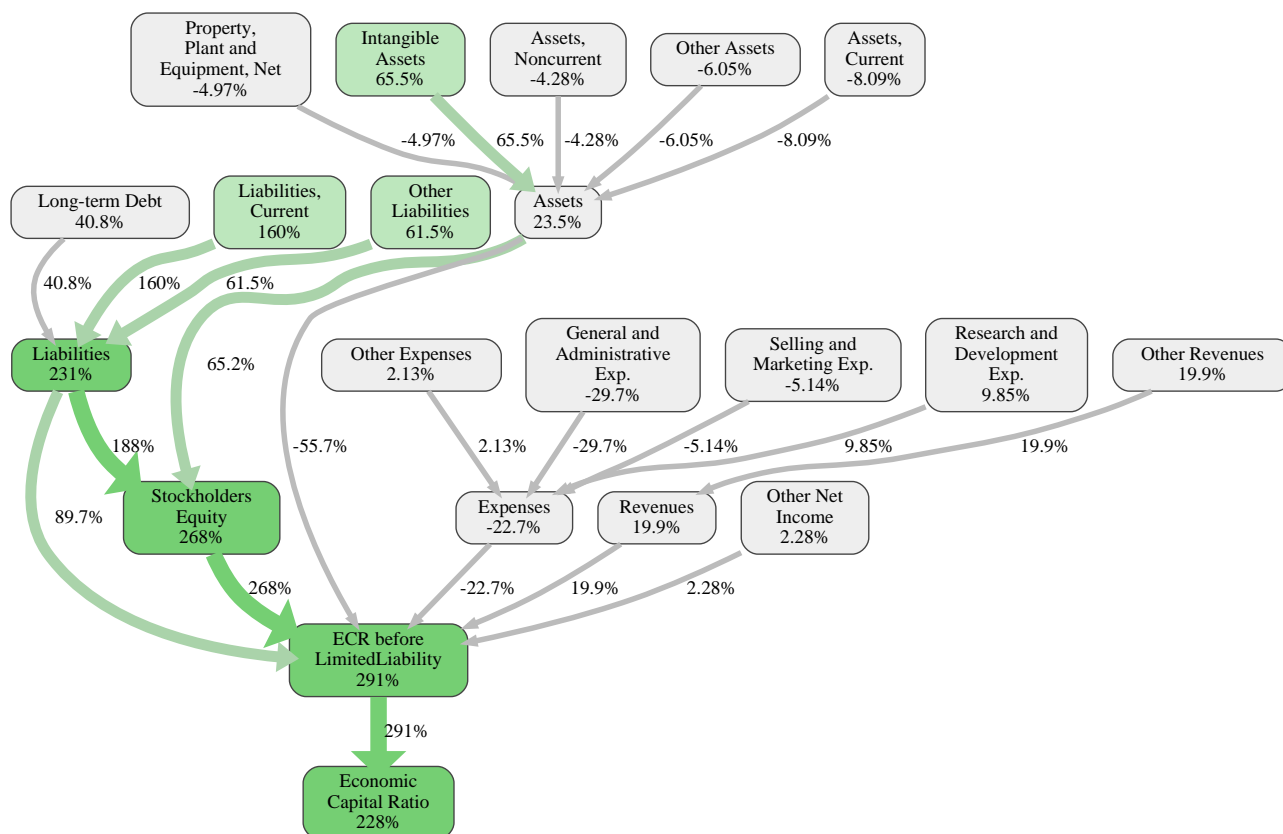 Property,
Plant and
Equipment, Net
-4.97%
Intangible
Assets
65.5%
Assets,
Noncurrent
-4.28%
Other Assets
-6.05%
Assets,
Current
-8.09%
-4.97%
65.5%
-4.28%
-6.05%
-8.09%
Long-term Debt
40.8%
Liabilities,
Current
160%
Other
Liabilities
61.5%
Assets
23.5%
40.8%
160%
61.5%
Liabilities
231%
65.2%
Other Expenses
2.13%
General and
Administrative
Exp.
-29.7%
Selling and
Marketing Exp.
-5.14%
Research and
Development
Exp.
9.85%
Other Revenues
19.9%
188%
-55.7%
2.13%
-29.7%
-5.14%
9.85%
19.9%
89.7%
Stockholders
Equity
268%
Expenses
-22.7%
Revenues
19.9%
Other Net
Income
2.28%
268%
-22.7%
19.9%
2.28%
ECR before
LimitedLiability
291%
291%
Economic
Capital Ratio
228%